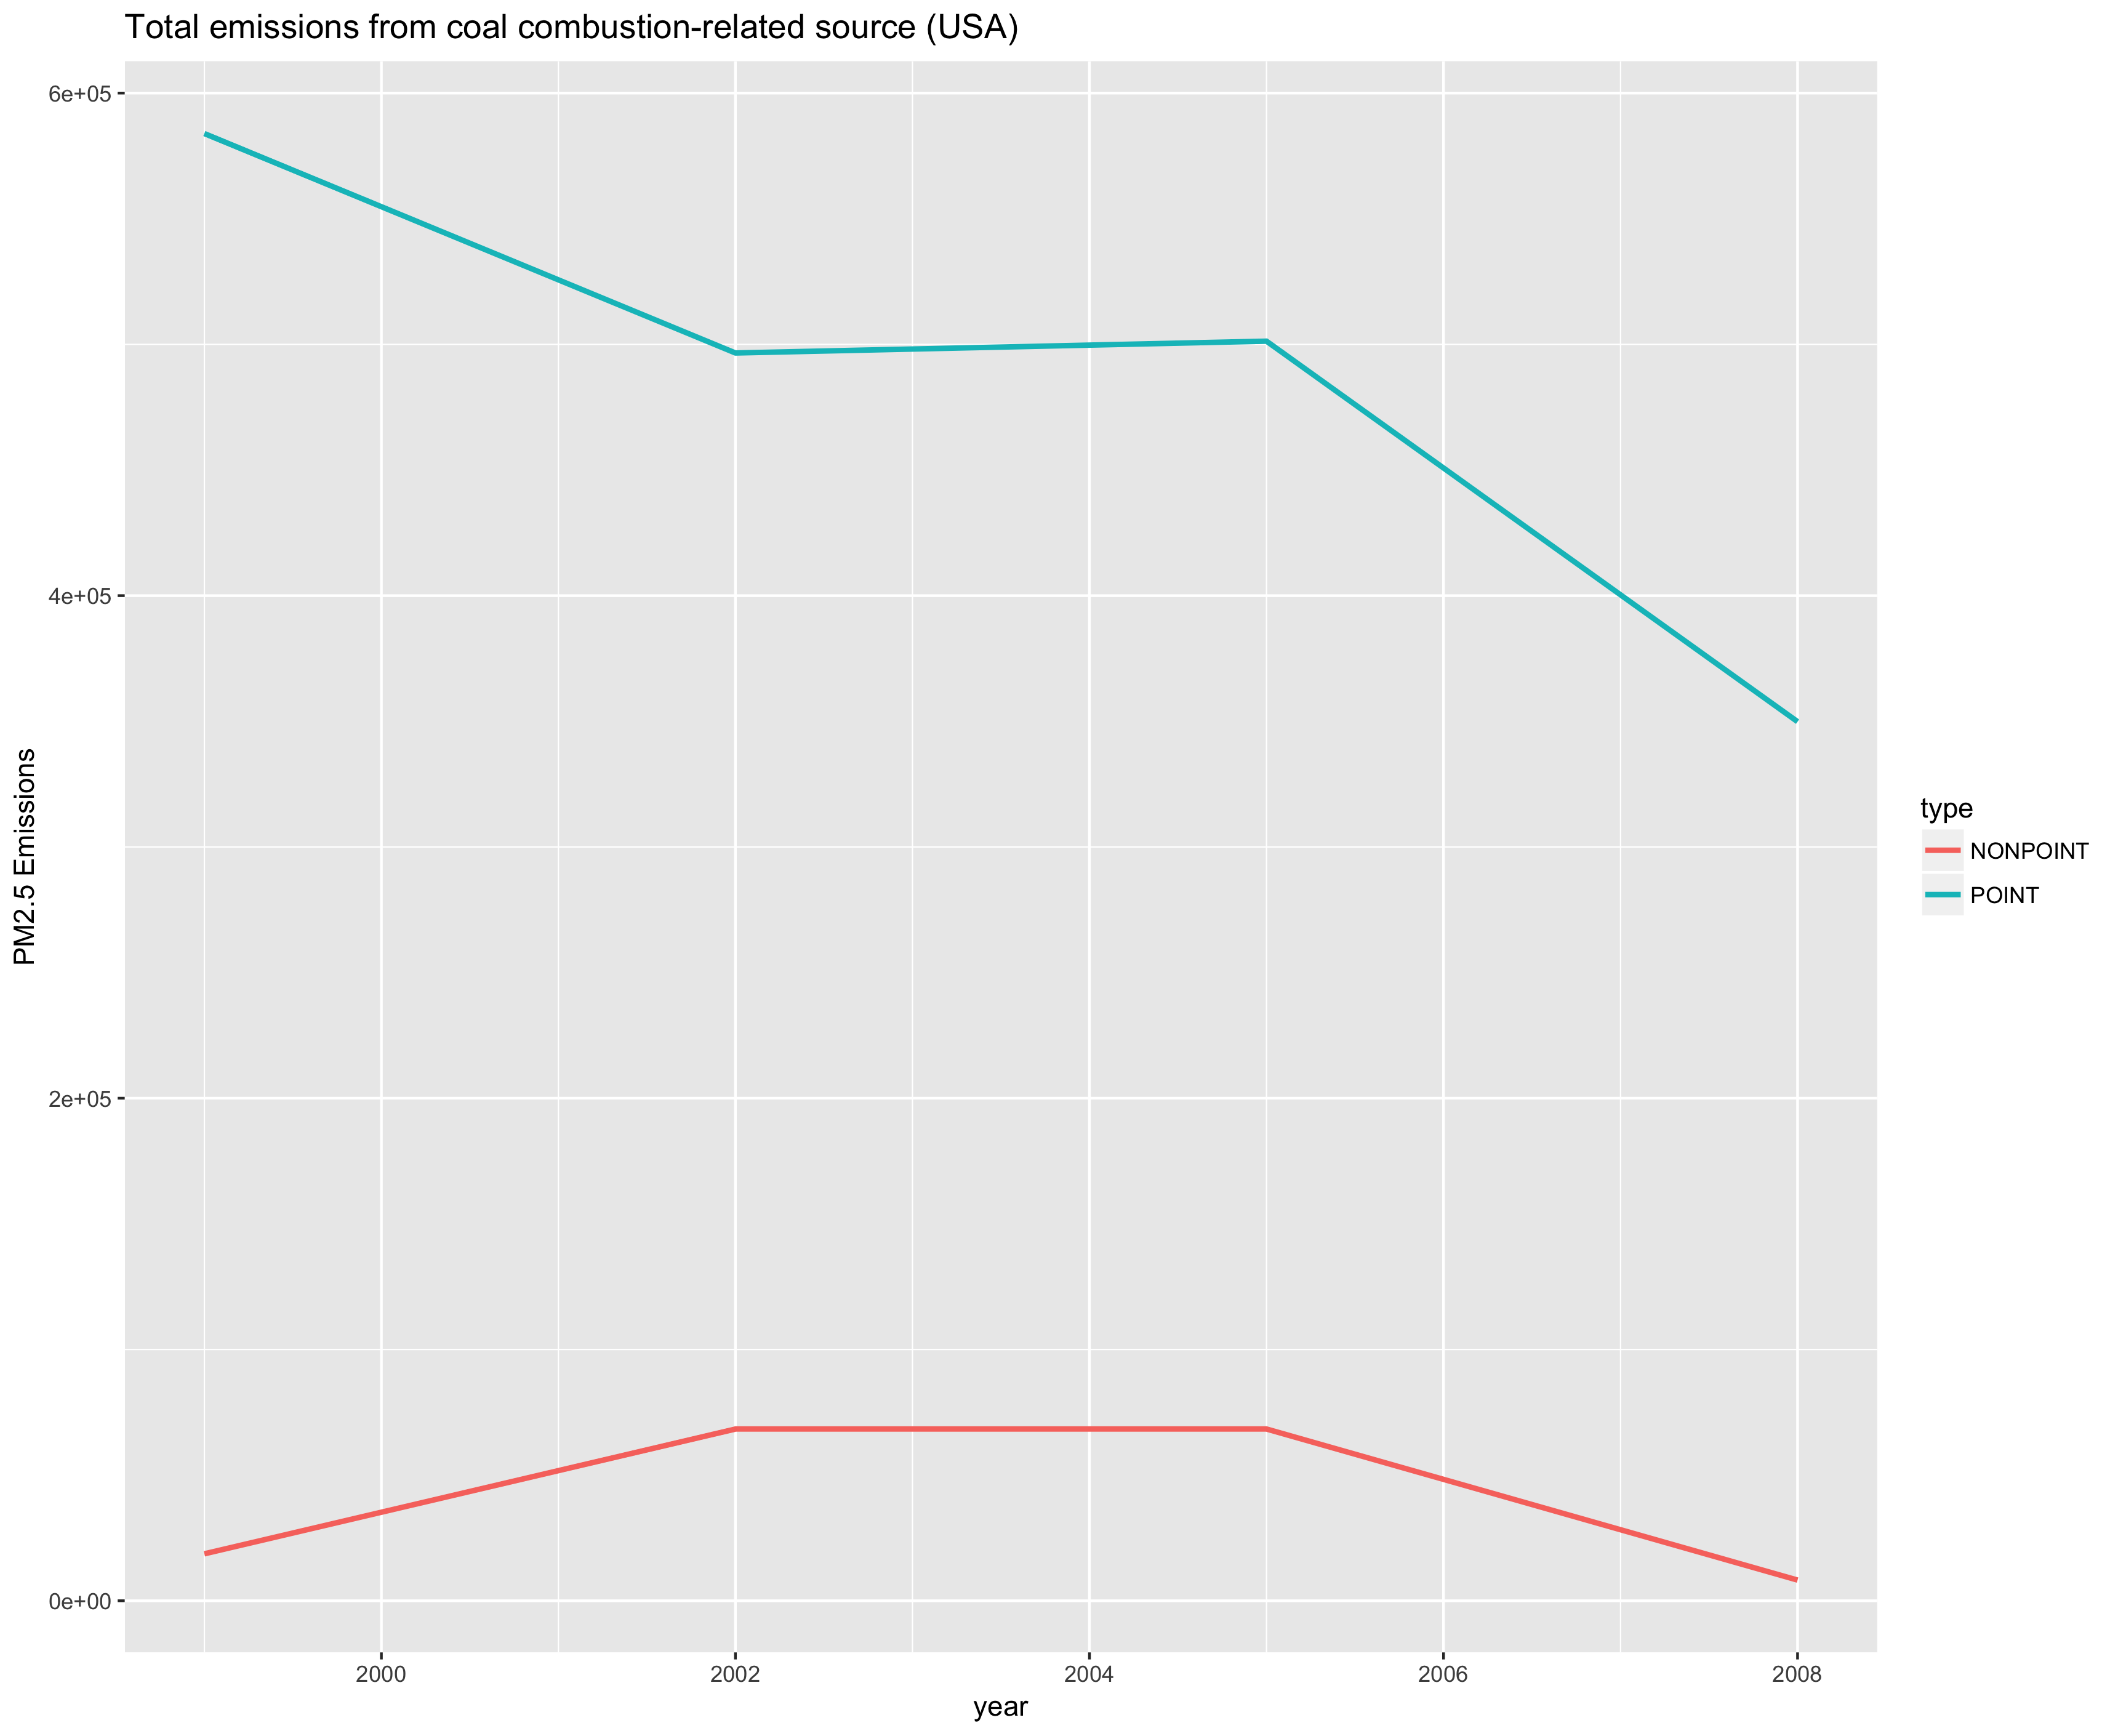 Total emissions from coal combustion-related source (USA)
6e+05
4e+05
2e+05
0e+00
PM2.5 Emissions
2000
2002
2004
2006
2008
year
type
NONPOINT
POINT